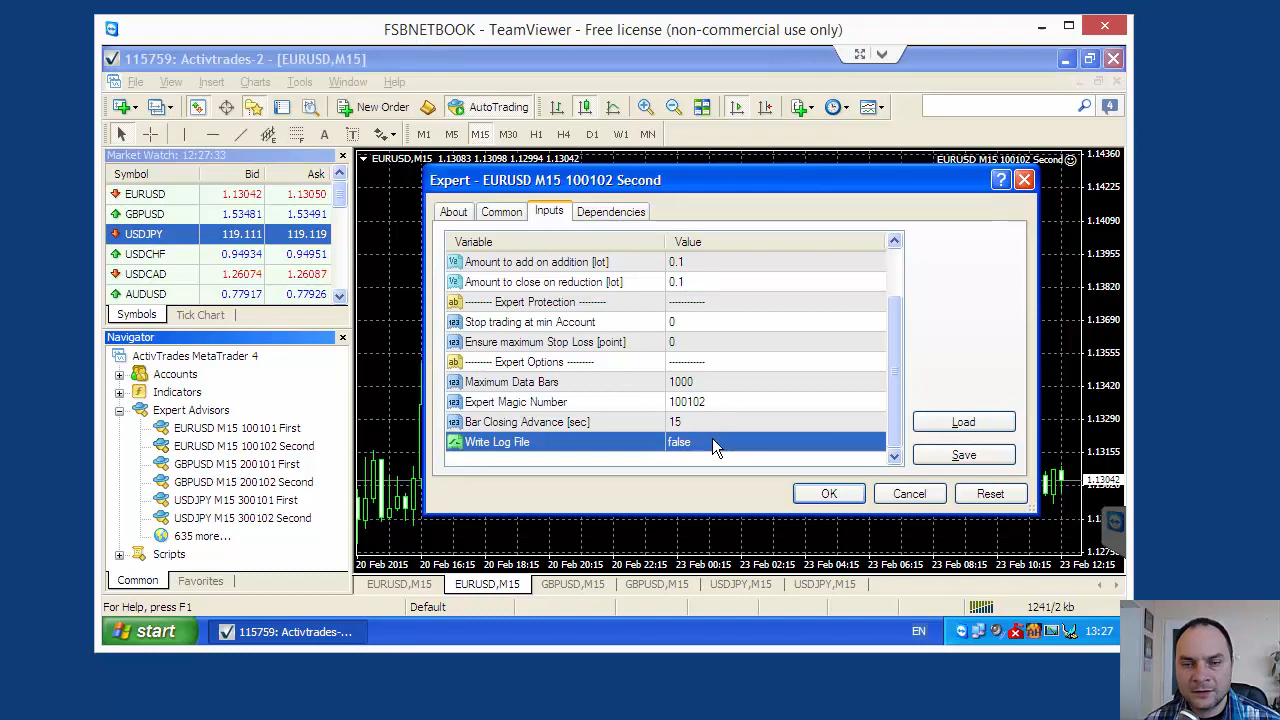 FSBNETBOOK - TeamViewer - Free license (non-commercial use only)
115759: Activtrades-2 - [EURUSD,M15]
File View Insert Charts Tools Window Help
New Order AutoTrading 4
A T M1 M5 M15 M30 H1 H4 D1 W1 MN
Market Watch: 12:27:33
Symbol Bid Ask
EURUSD 1.13042 1.13050
GBPUSD 1.53481 1.53491
USDJPY 119.111 119.119
USDCHF 0.94934 0.94951
USDCAD 1.26074 1.26087
AUDUSD 0.77917 0.77926
Symbols Tick Chart
Navigator
ActivTrades MetaTrader 4
Accounts
Indicators
Expert Advisors
EURUSD M15 100101 First
EURUSD M15 100102 Second
GBPUSD M15 200101 First
GBPUSD M15 200102 Second
USDJPY M15 300101 First
USDJPY M15 300102 Second
635 more...
Scripts
Common Favorites
EURUSD,M15 1.13083 1.13098 1.12994 1.13042
EURUSD M15 100102 Second
Expert - EURUSD M15 100102 Second
About Common Inputs Dependencies
Variable Value
Amount to add on addition [lot] 0.1
Amount to close on reduction [lot] 0.1
--------- Expert Protection --------- ------------
Stop trading at min Account 0
Ensure maximum Stop Loss [point] 0
--------- Expert Options --------- ------------
Maximum Data Bars 1000
Expert Magic Number 100102
Bar Closing Advance [sec] 15
Write Log File false
Load
Save
OK Cancel Reset
1.14360
1.14225
1.14090
1.13955
1.13820
1.13690
1.13555
1.13420
1.13290
1.13155
1.13042
20 Feb 2015 20 Feb 16:15 20 Feb 18:15 20 Feb 20:15 20 Feb 22:15 23 Feb 00:15 23 Feb 02:15 23 Feb 04:15 23 Feb 06:15 23 Feb 08:15 23 Feb 10:15 23 Feb 12:15
EURUSD,M15 EURUSD,M15 GBPUSD,M15 GBPUSD,M15 USDJPY,M15 USDJPY,M15
For Help, press F1 Default 1241/2 kb
start 115759: Activtrades-... EN 13:27